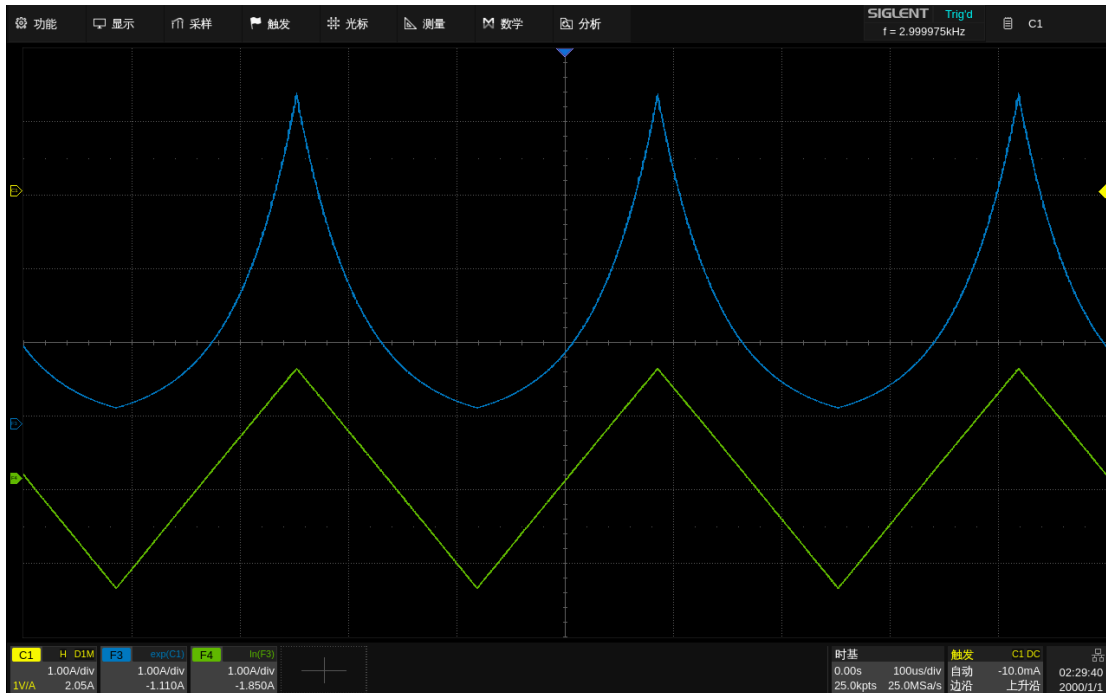 功能 显示 采样 触发 光标 测量 数学 分析 SIGLENT Trig'd C1
f = 2.999975kHz
C1 H D1M F3 exp(C1) F4 ln(F3) 时基 触发 C1 DC
1.00A/div 1.00A/div 1.00A/div 0.00s 100us/div 自动 -10.0mA 02:29:40
1V/A 2.05A -1.110A -1.850A 25.0kpts 25.0MSa/s 边沿 上升沿 2000/1/1